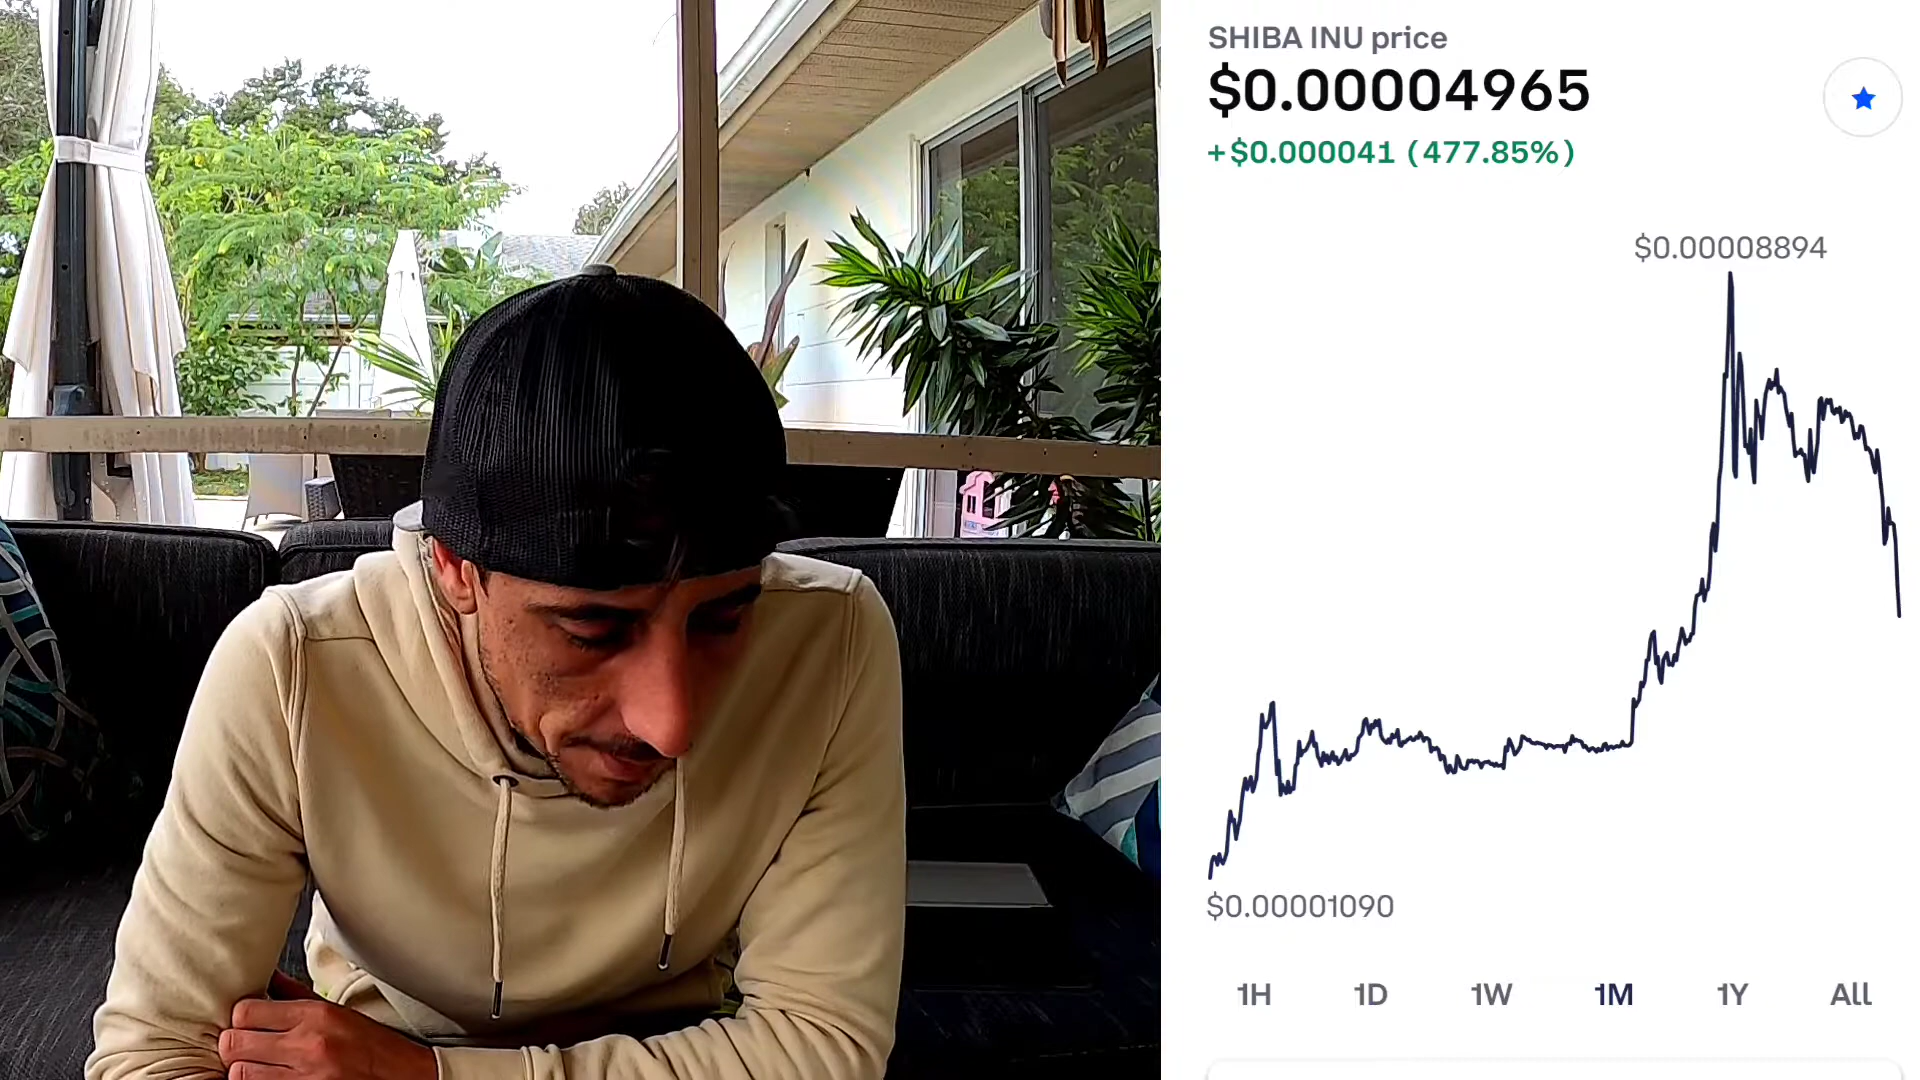 SHIBA INU price
$0.00004965
+$0.000041 (477.85%)
$0.00008894
$0.00001090
1H 1D 1W 1M 1Y All